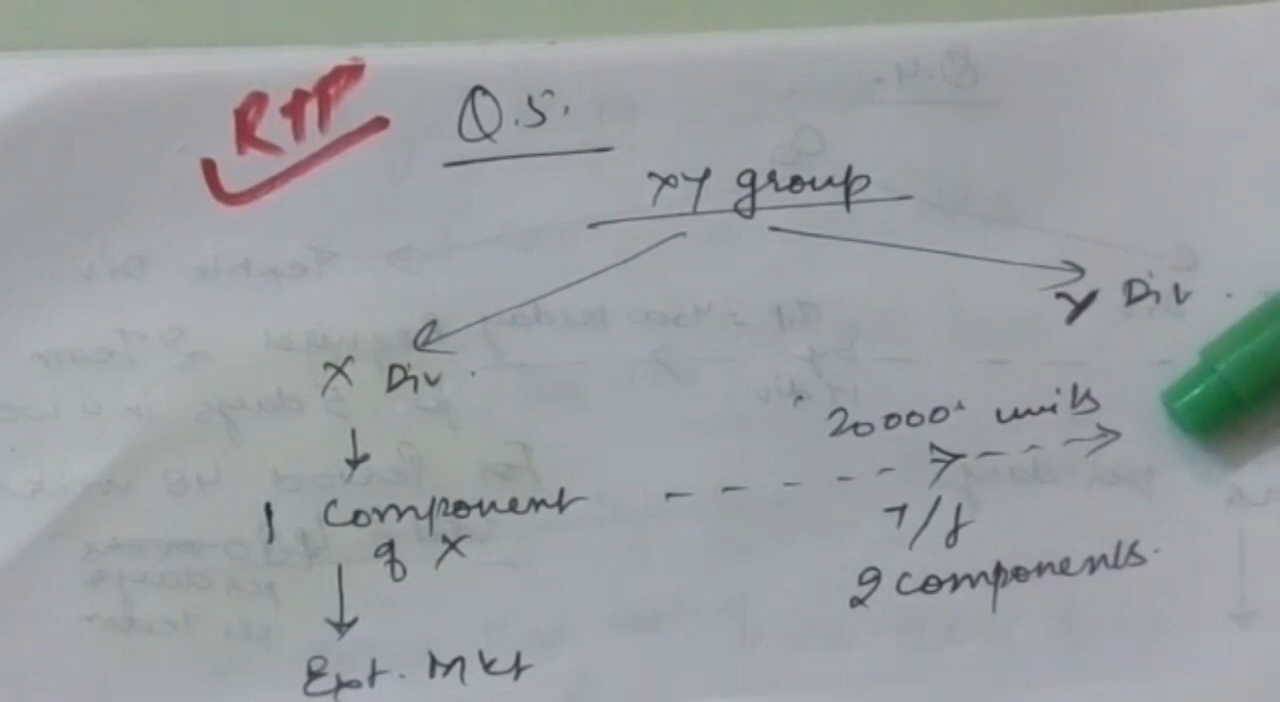 RTP
Q.5.
XY group
Y Div.
X Div.
20000 units
1 Component
of X
T/f
2 components.
Ext. Mkt